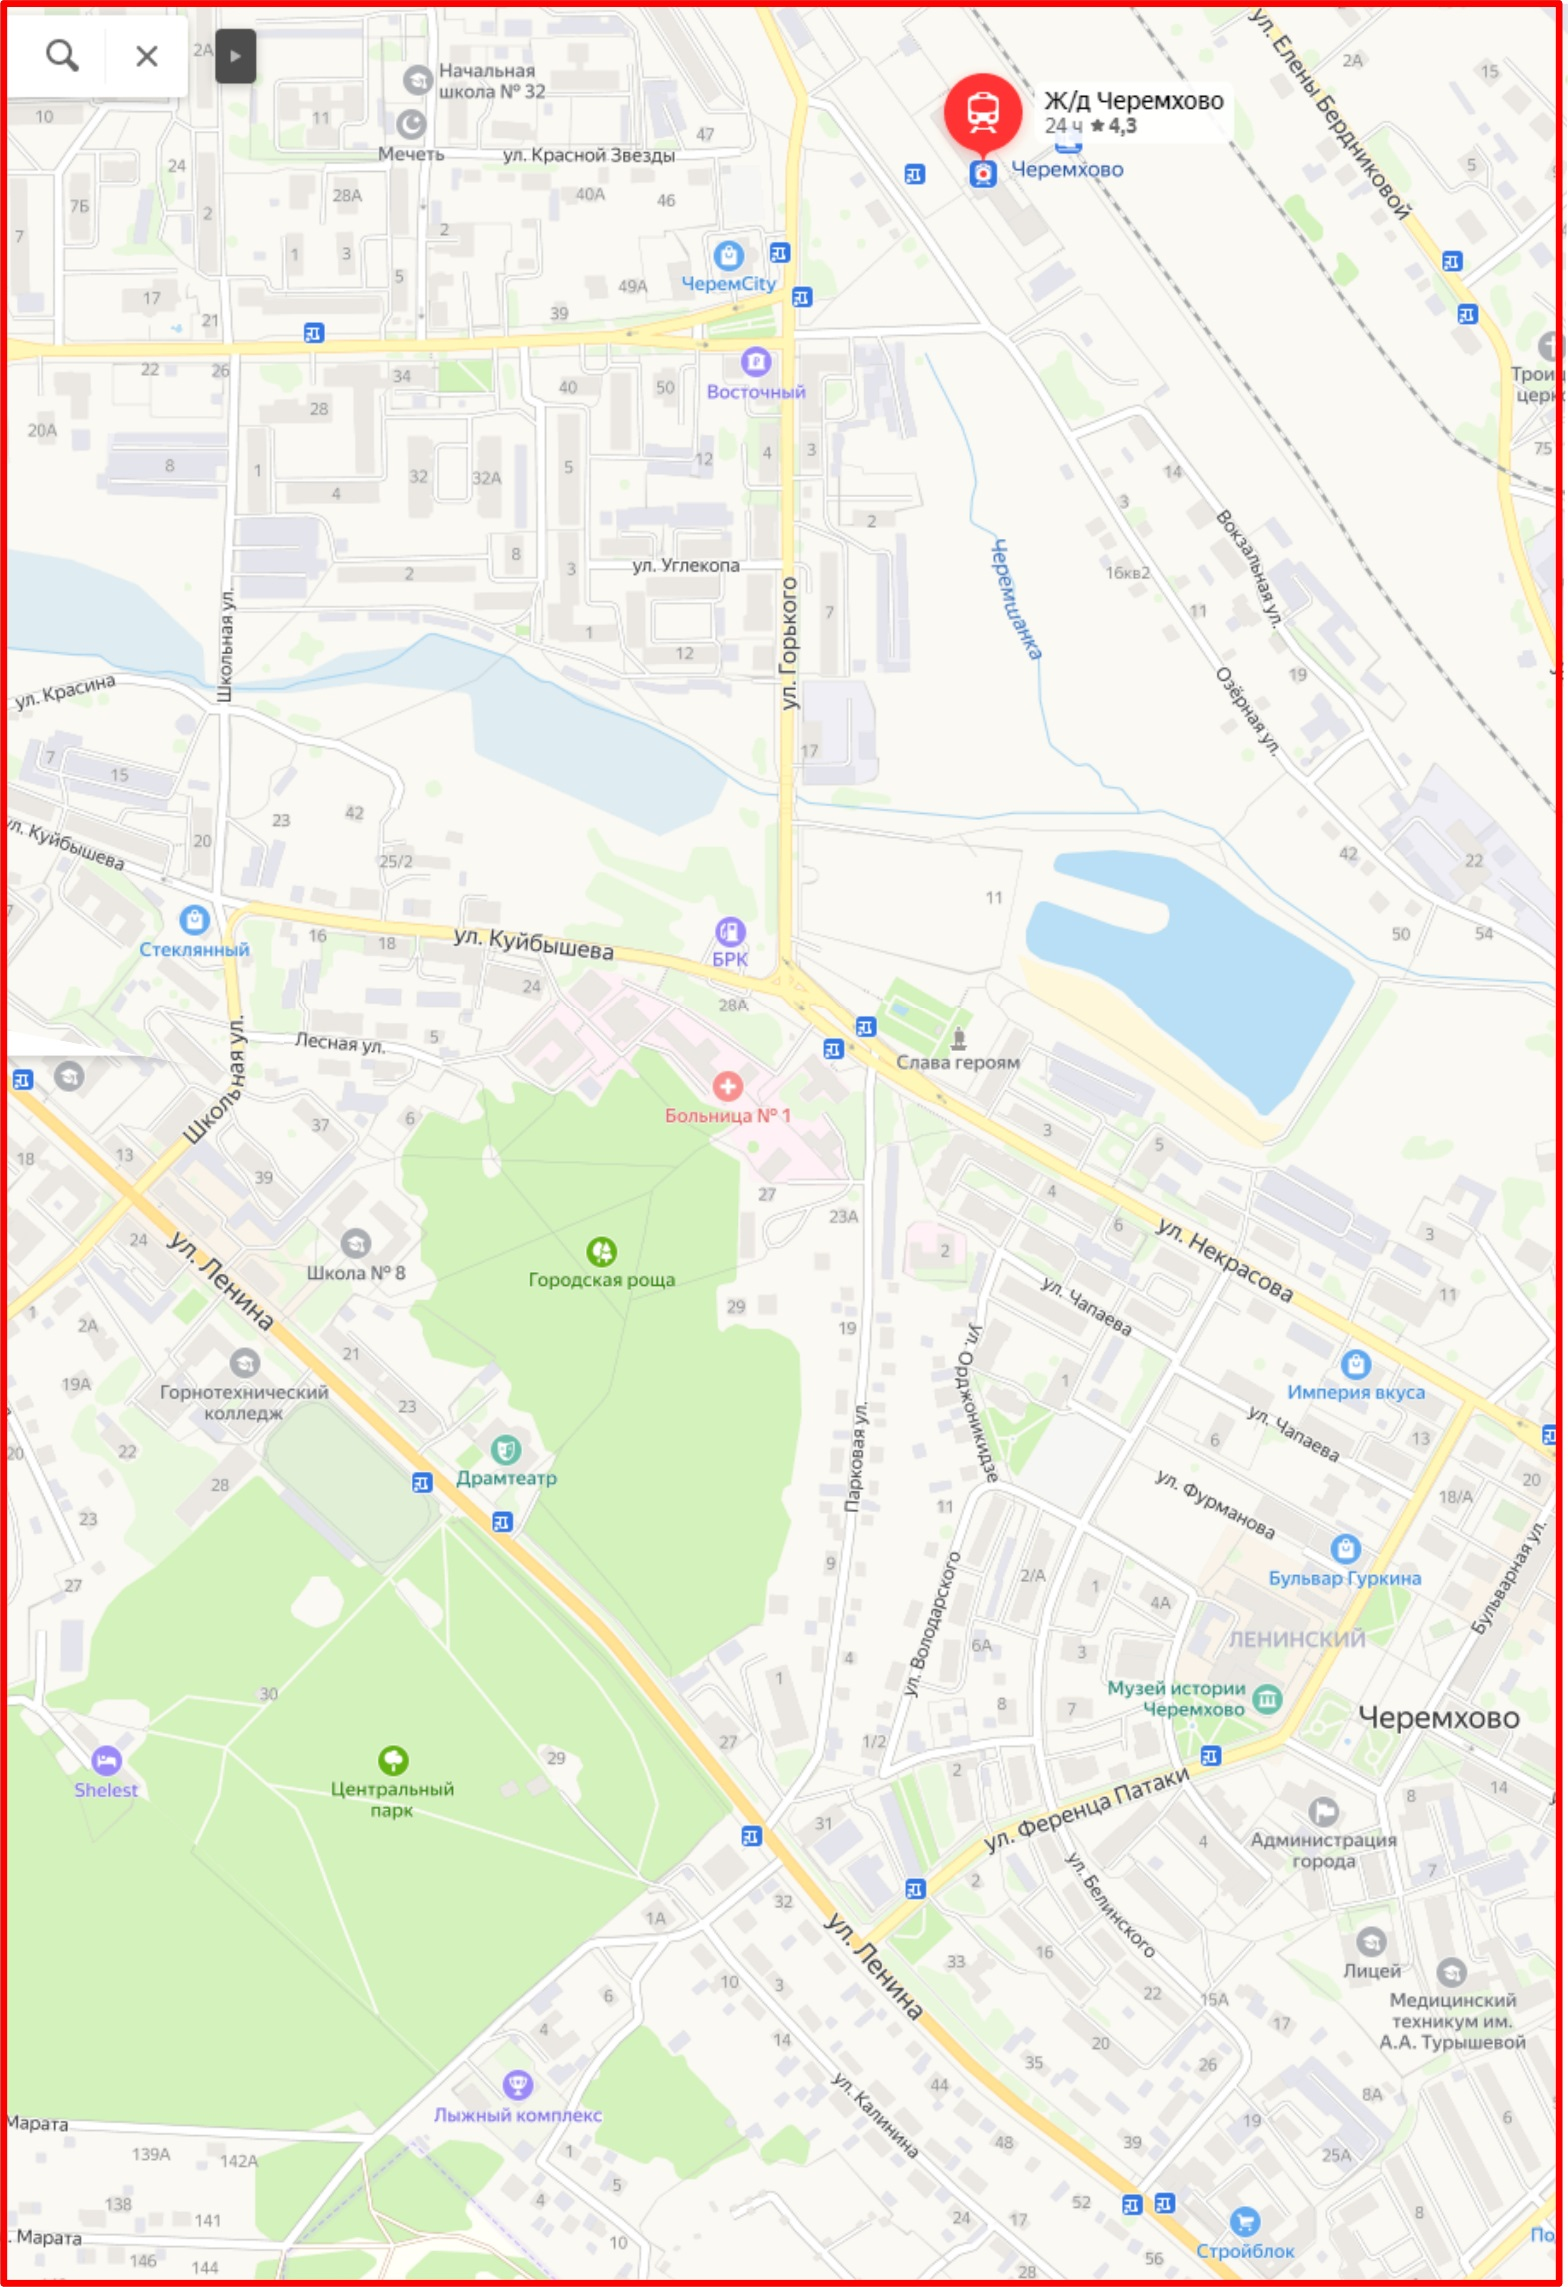 2А
15
ул. Елены Бердниковой
Начальная
школа № 32
Ж/д Черемхово
24 ч ★ 4,3
10
11
Мечеть
47
ул. Красной Звезды
Черемхово
24
5
7Б
28А
40А
46
2
2
7
1
3
5
ЧеремCity
49А
17
39
21
22
26
34
40
50
Восточный
Трои
церк
28
20А
75
8
1
32
32А
5
12
4
3
14
4
3
2
Вокзальная ул.
8
ул. Углекопа
2
3
16кв2
Черемшанка
11
7
1
Школьная ул.
12
ул. Горького
ул. Красина
Озёрная ул.
19
7
15
17
23
42
ул. Куйбышева
20
25/2
42
22
11
50
54
Стеклянный
16
18
ул. Куйбышева
БРК
24
28А
Лесная ул.
5
Школьная ул.
Слава героям
Больница № 1
6
37
3
5
18
13
39
27
4
23А
6
3
24
ул. Ленина
Школа № 8
2
ул. Некрасова
Городская роща
ул. Чапаева
11
1
2А
29
19
21
ул. Орджоникидзе
19А
Горнотехнический
колледж
1
Империя вкуса
23
Парковая ул.
ул. Чапаева
20
22
6
13
Драмтеатр
28
ул. Фурманова
20
18/А
11
23
9
27
ул. Володарского
2/А
1
4А
Бульвар Гуркина
Бульварная ул.
ЛЕНИНСКИЙ
6А
3
4
1
30
8
7
Музей истории
Черемхово
Черемхово
27
1/2
29
2
Shelest
Центральный
парк
ул. Ференца Патаки
14
8
31
4
Администрация
города
7
2
ул. Белинского
32
1А
ул. Ленина
16
33
Лицей
10
3
6
22
15А
Медицинский
техникум им.
А.А. Турышевой
17
4
14
20
35
26
44
8А
ул. Калинина
Лыжный комплекс
Марата
6
19
139А
142А
48
39
25А
1
5
138
4
52
8
141
24
17
Марата
10
По
Стройблок
146
144
56
28